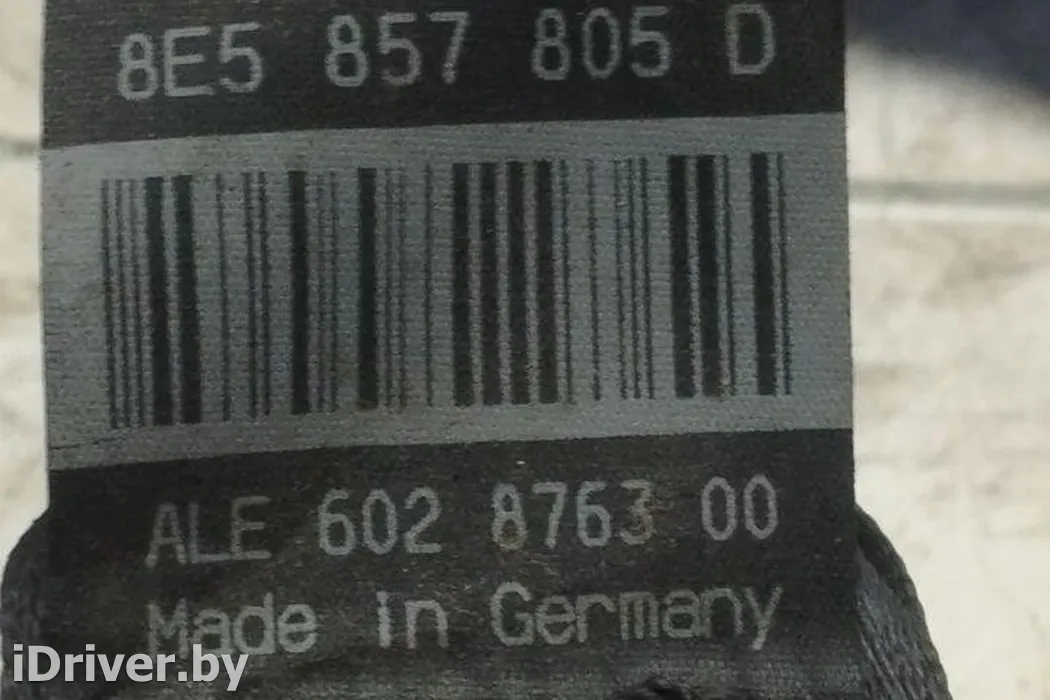 8E5 857 805 D
ALE 602 8763 00
Made in Germany
iDriver.by